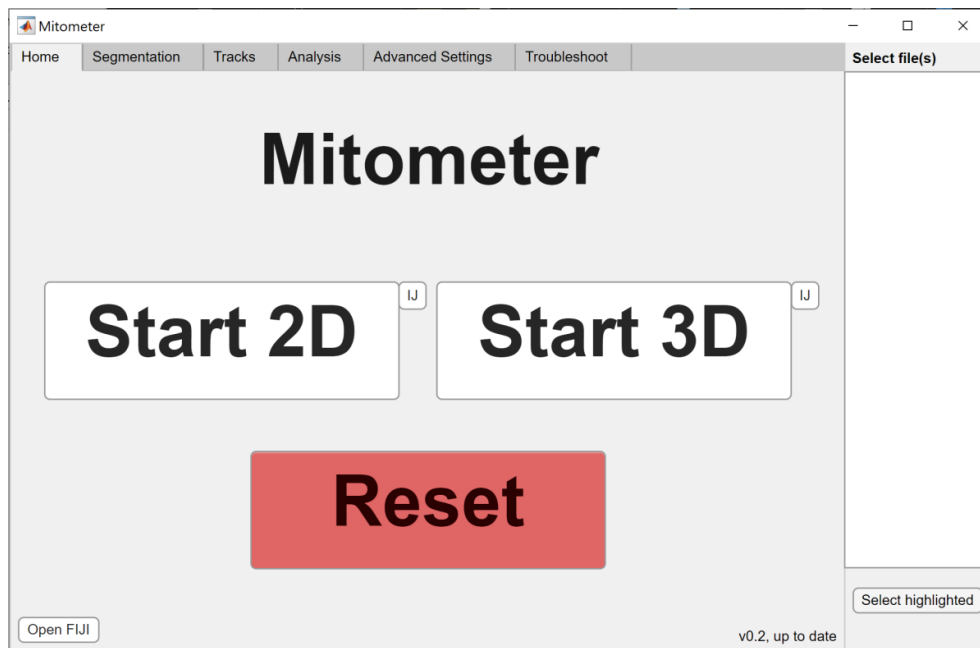 Mitometer
Home Segmentation Tracks Analysis Advanced Settings Troubleshoot
Select file(s)
Mitometer
Start 2D
IJ
Start 3D
IJ
Reset
Select highlighted
Open FIJI
v0.2, up to date